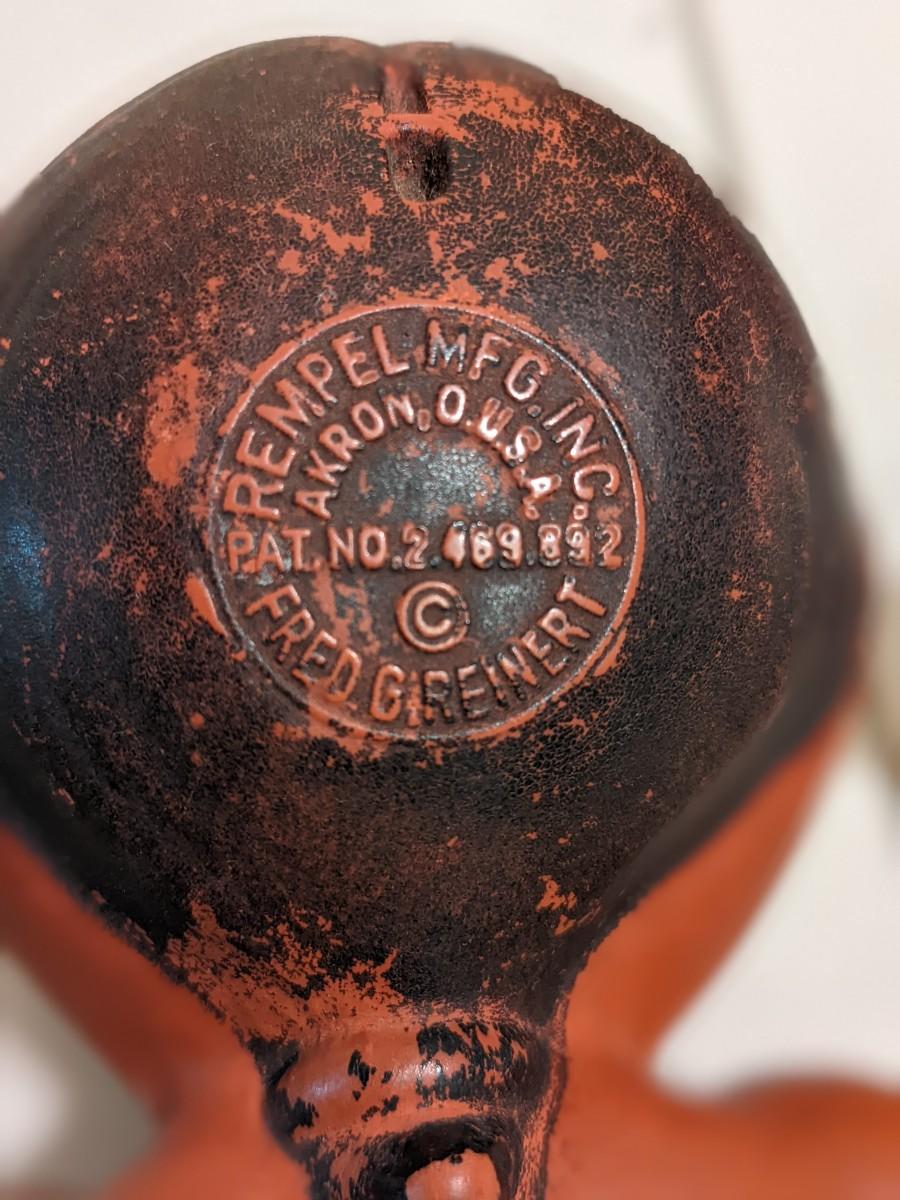 REMPEL MFG. INC.
AKRON, O. U.S.A.
PAT. NO. 2.469.892
©
FRED. G. REINERT